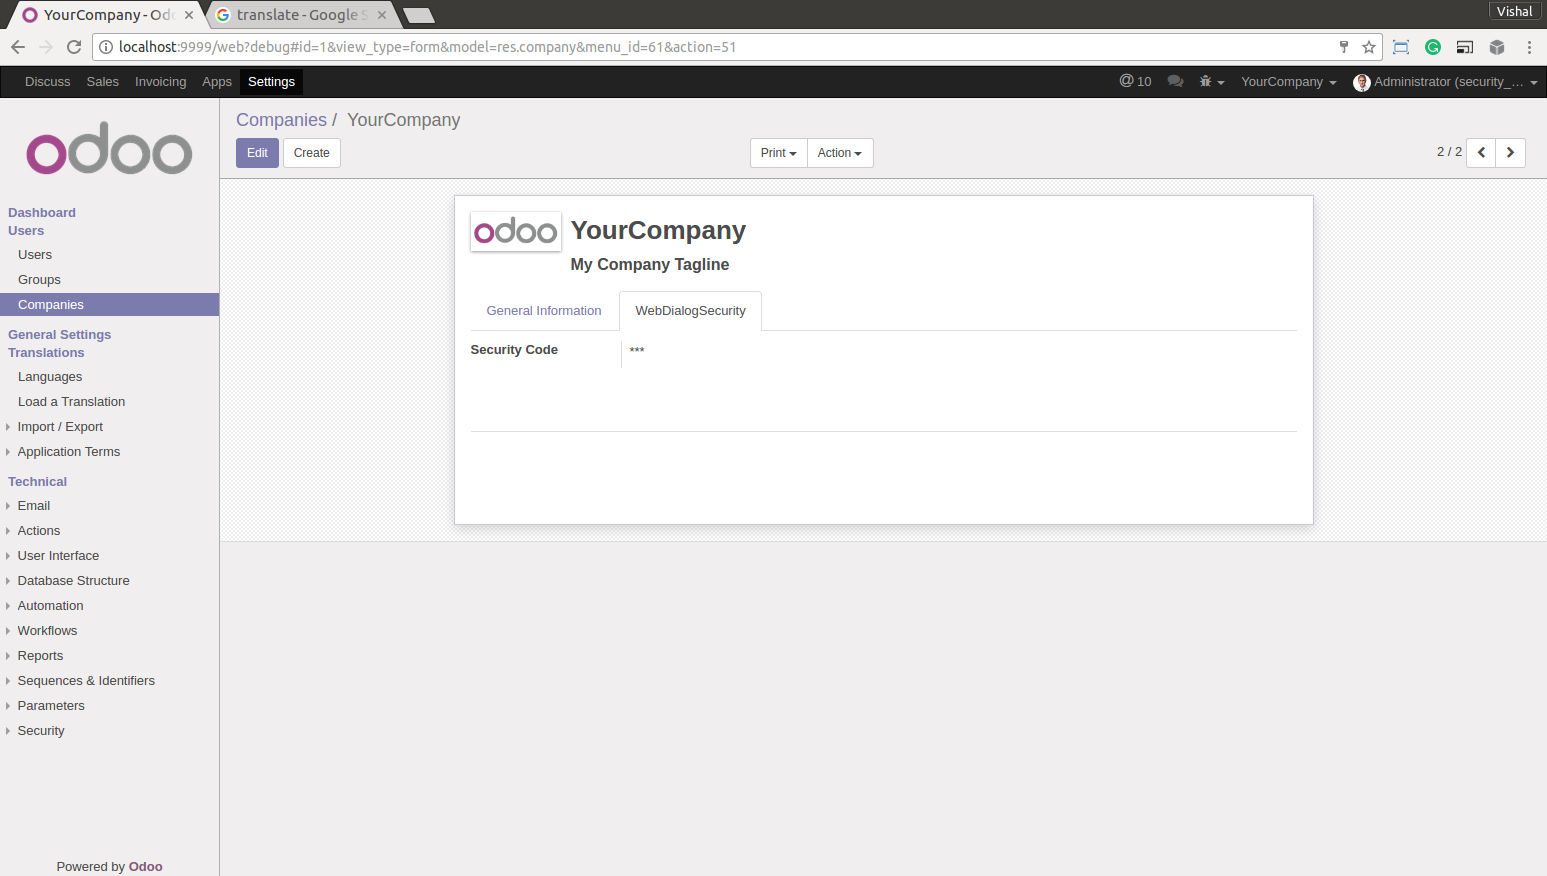 YourCompany - Od
translate - Google S
Vishal
localhost:9999/web?debug#id=1&view_type=form&model=res.company&menu_id=61&action=51
Discuss Sales Invoicing Apps Settings @ 10 YourCompany Administrator (security_...
odoo
Companies / YourCompany
Edit Create Print Action 2 / 2
Dashboard
Users
Users
Groups
Companies
General Settings
Translations
Languages
Load a Translation
Import / Export
Application Terms
Technical
Email
Actions
User Interface
Database Structure
Automation
Workflows
Reports
Sequences & Identifiers
Parameters
Security
Powered by Odoo
odoo
YourCompany
My Company Tagline
General Information WebDialogSecurity
Security Code ***